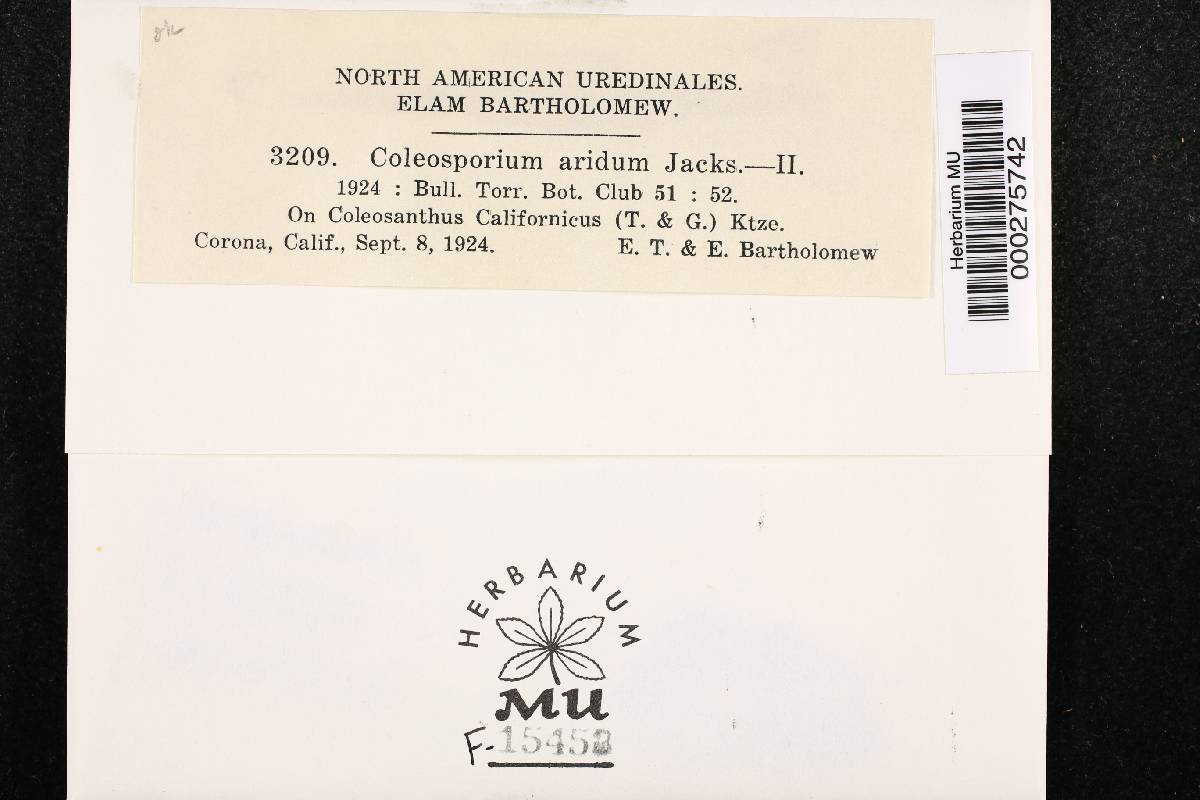 NORTH AMERICAN UREDINALES.
ELAM BARTHOLOMEW.
3209. Coleosporium aridum Jacks.—II.
1924 : Bull. Torr. Bot. Club 51 : 52.
On Coleosanthus Californicus (T. & G.) Ktze.
Corona, Calif., Sept. 8, 1924. E. T. & E. Bartholomew
Herbarium MU
000275742
HERBARIUM
MU